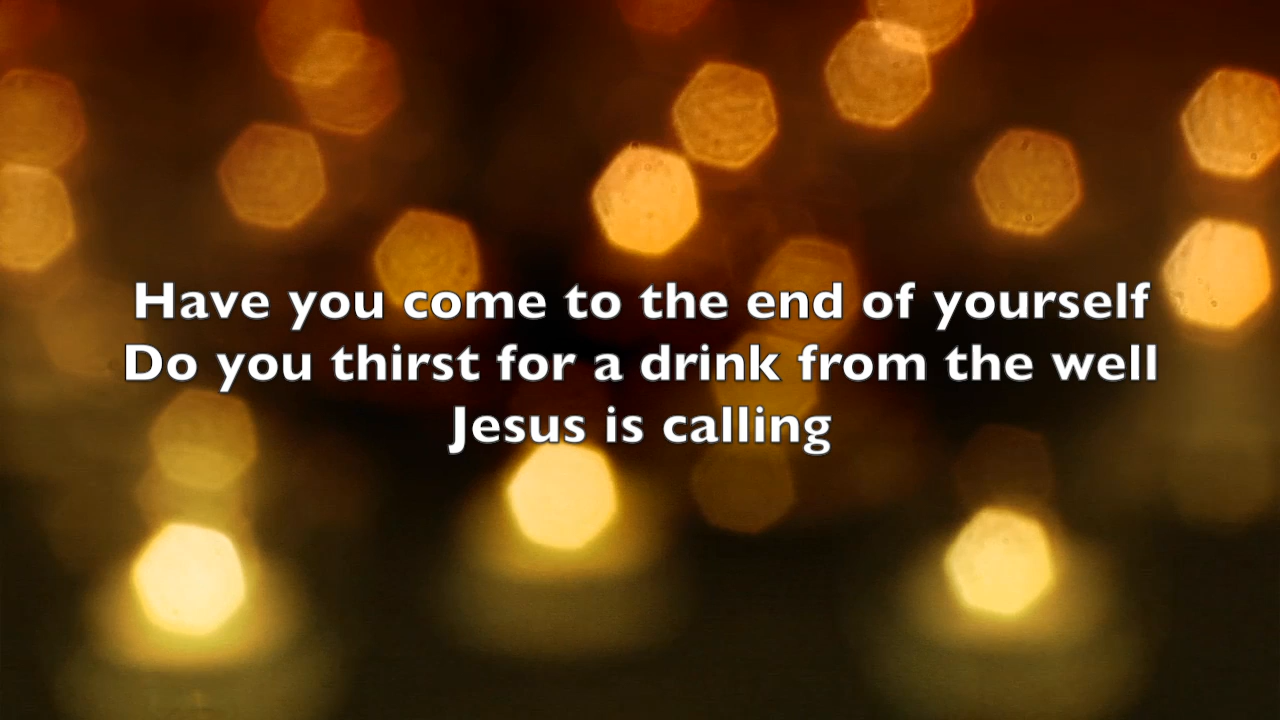 Have you come to the end of yourself
Do you thirst for a drink from the well
Jesus is calling